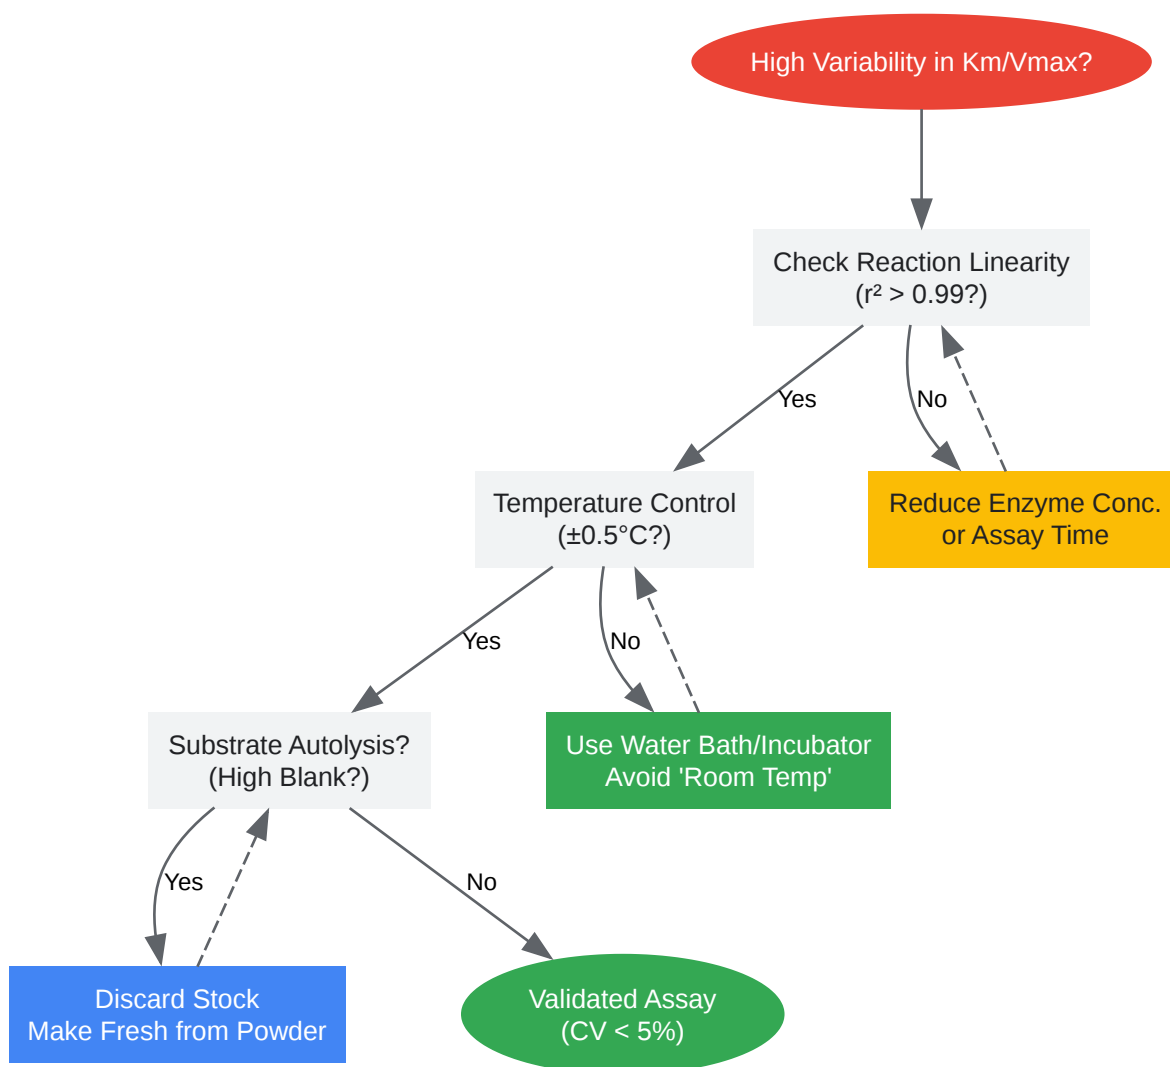 High Variability in Km/Vmax?
Check Reaction Linearity
(r² > 0.99?)
Yes
No
Temperature Control
(±0.5°C?)
Reduce Enzyme Conc.
or Assay Time
Yes
No
Substrate Autolysis?
(High Blank?)
Use Water Bath/Incubator
Avoid 'Room Temp'
Yes
No
Discard Stock
Make Fresh from Powder
Validated Assay
(CV < 5%)